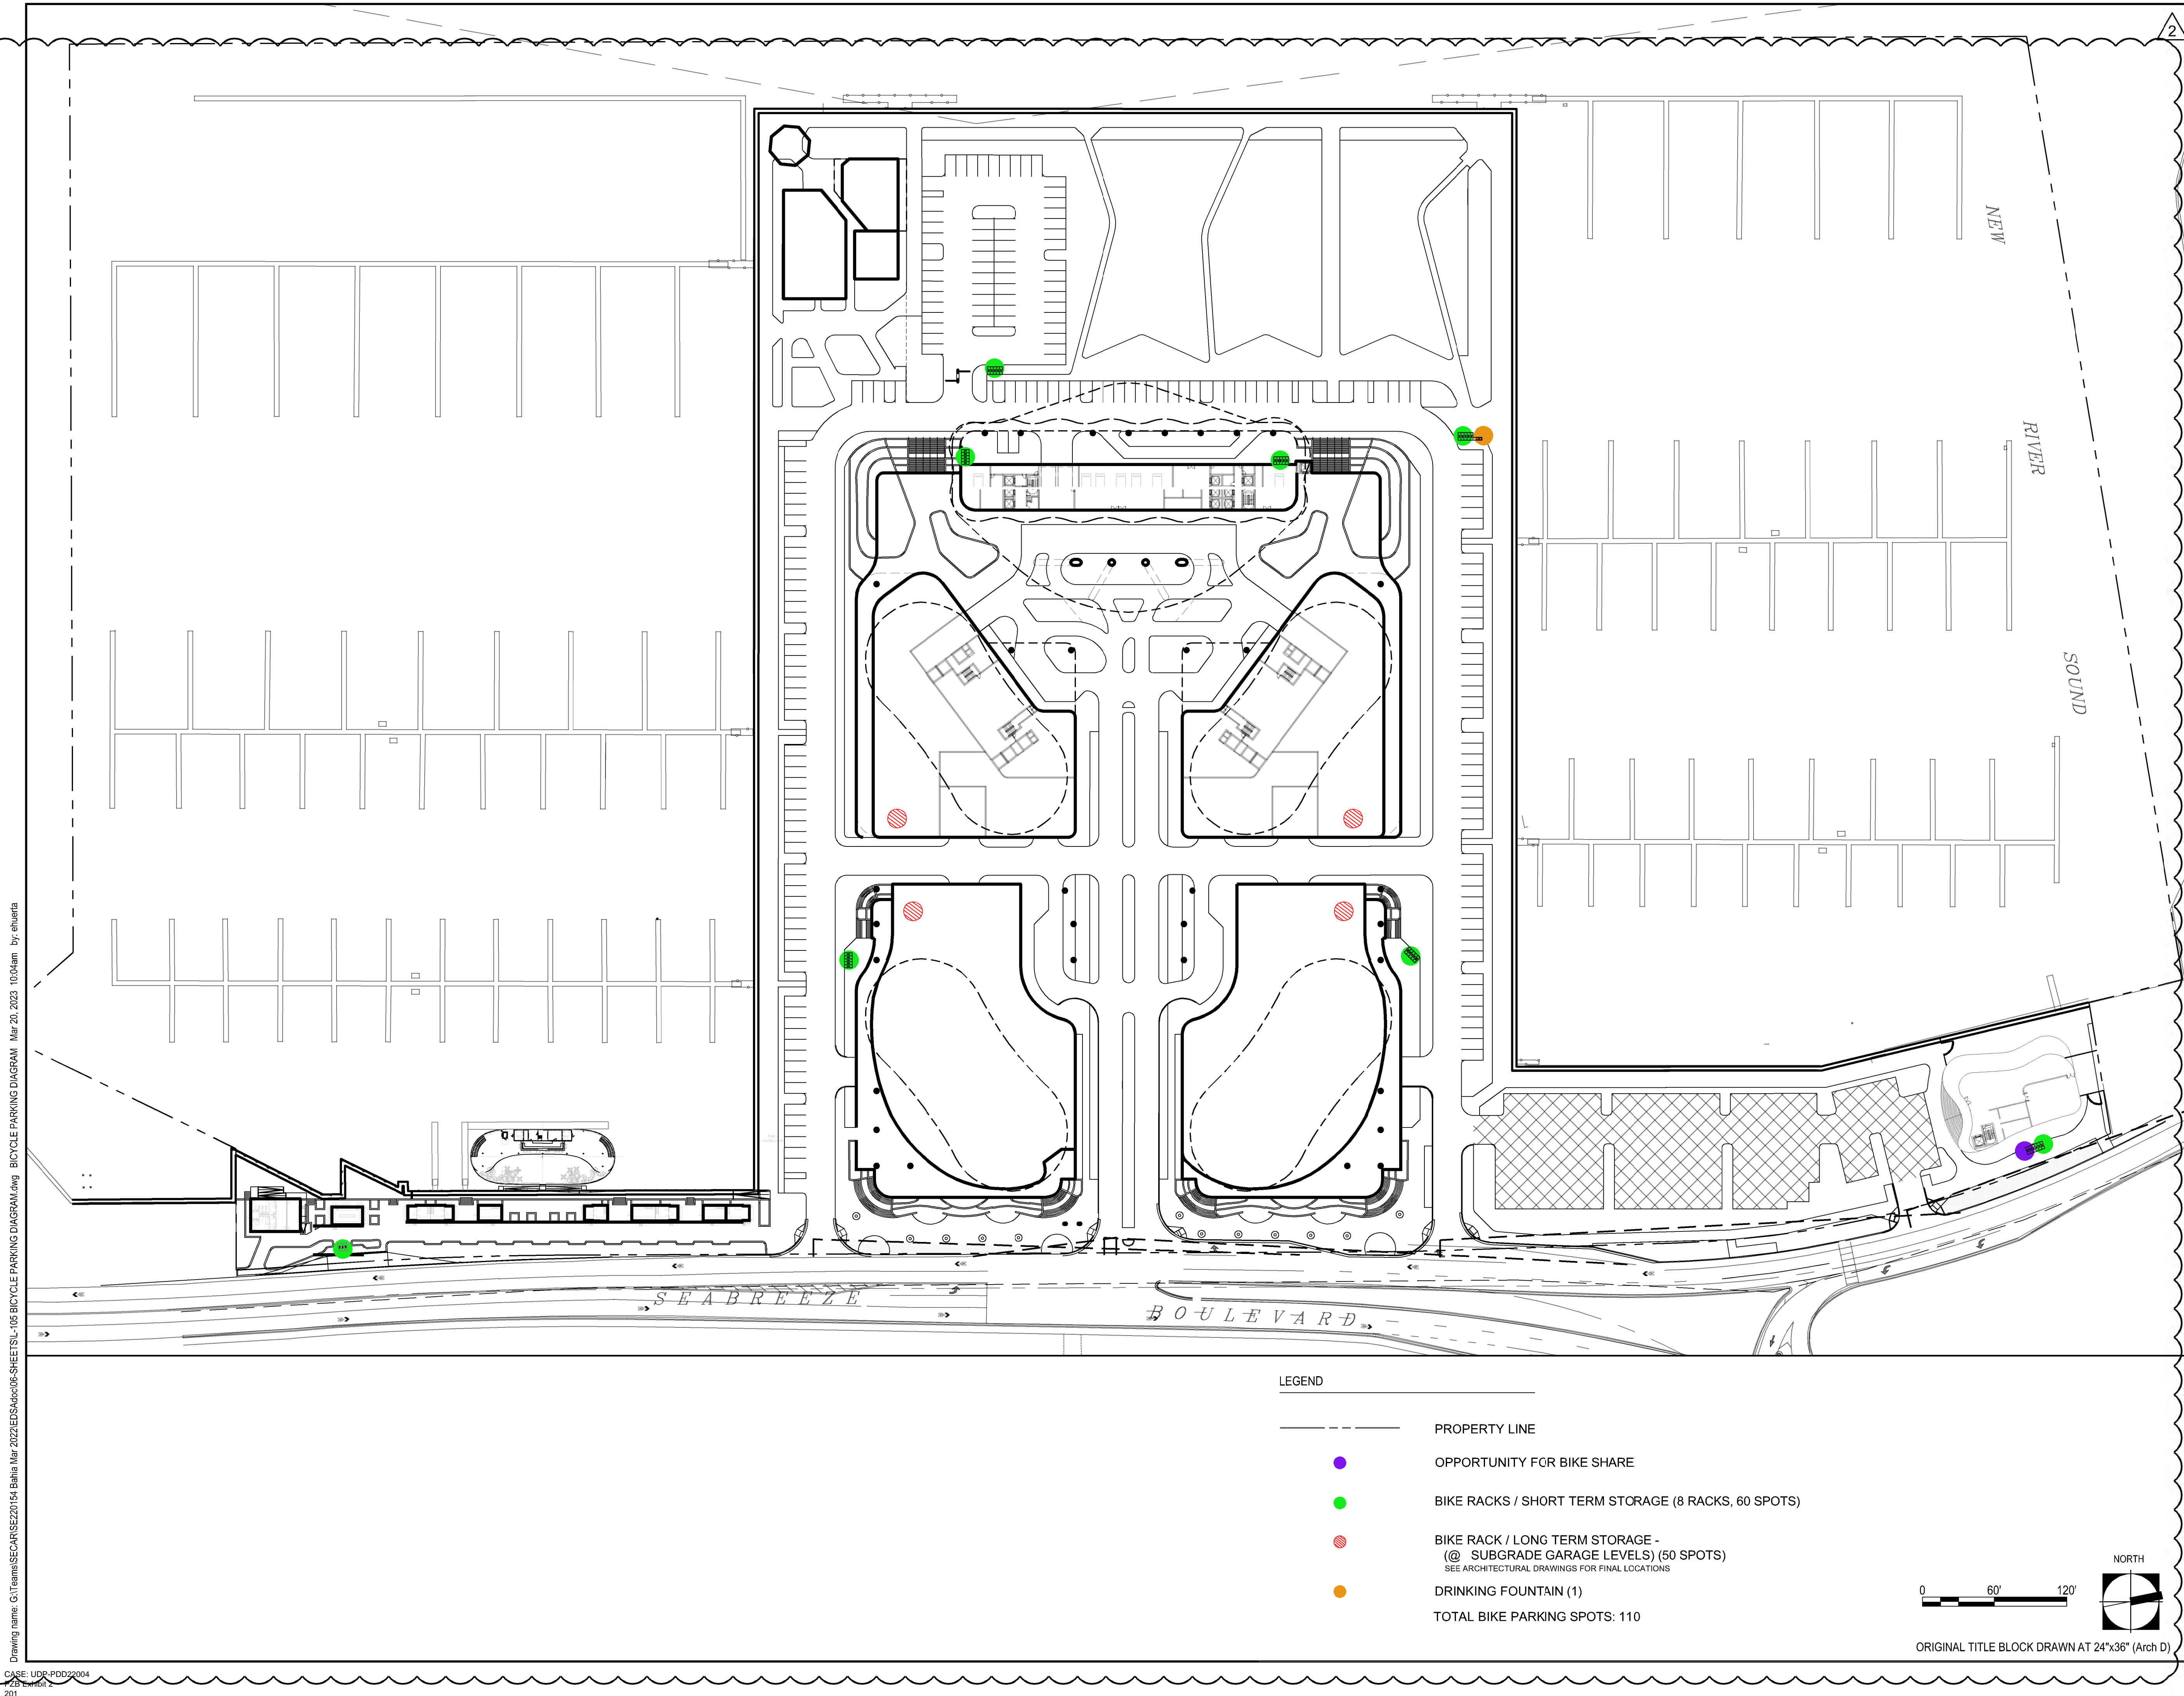 2
NEW
RIVER
SOUND
SEABREEZE
BOULEVARD
LEGEND
PROPERTY LINE
OPPORTUNITY FOR BIKE SHARE
BIKE RACKS / SHORT TERM STORAGE (8 RACKS, 60 SPOTS)
BIKE RACK / LONG TERM STORAGE -
(@ SUBGRADE GARAGE LEVELS) (50 SPOTS)
SEE ARCHITECTURAL DRAWINGS FOR FINAL LOCATIONS
DRINKING FOUNTAIN (1)
TOTAL BIKE PARKING SPOTS: 110
0 60' 120'
NORTH
ORIGINAL TITLE BLOCK DRAWN AT 24"x36" (Arch D)
Drawing name: G:\Teams\SECAR\SE220154 Bahia Mar 2022\EDSAdoc\06-SHEETS\L-105 BICYCLE PARKING DIAGRAM.dwg BICYCLE PARKING DIAGRAM Mar 20, 2023 10:04am by: ehuerta
CASE: UDP-PDD22004
PZB Exhibit 2
201